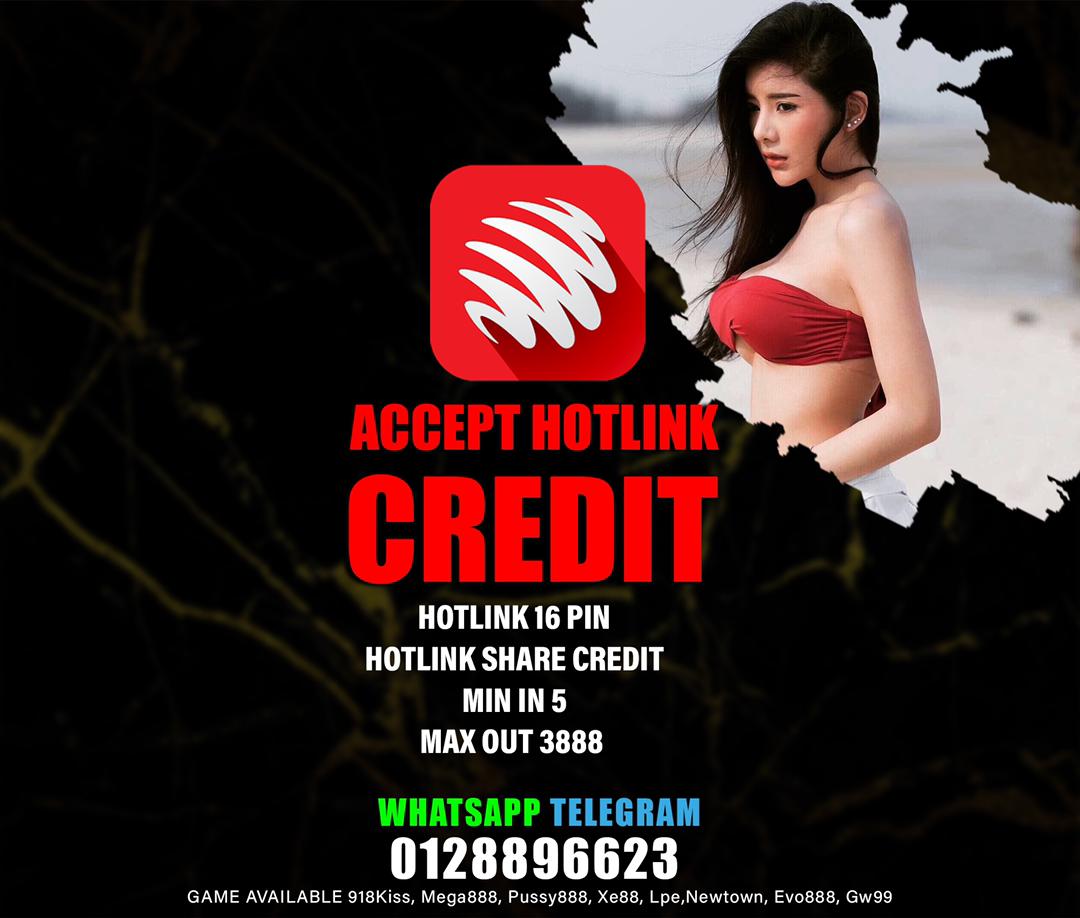 ACCEPT HOTLINK
CREDIT
HOTLINK 16 PIN
HOTLINK SHARE CREDIT
MIN IN 5
MAX OUT 3888
WHATSAPP TELEGRAM
0128896623
GAME AVAILABLE 918Kiss, Mega888, Pussy888, Xe88, Lpe,Newtown, Evo888, Gw99